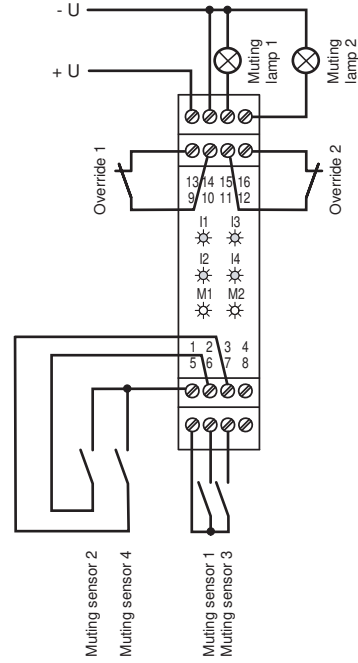 - U
+ U
Muting
lamp 1
Muting
lamp 2
Override 1
Override 2
13 14 15 16
9 10 11 12
I1 I3
I2 I4
M1 M2
1 2 3 4
5 6 7 8
Muting sensor 2
Muting sensor 4
Muting sensor 1
Muting sensor 3